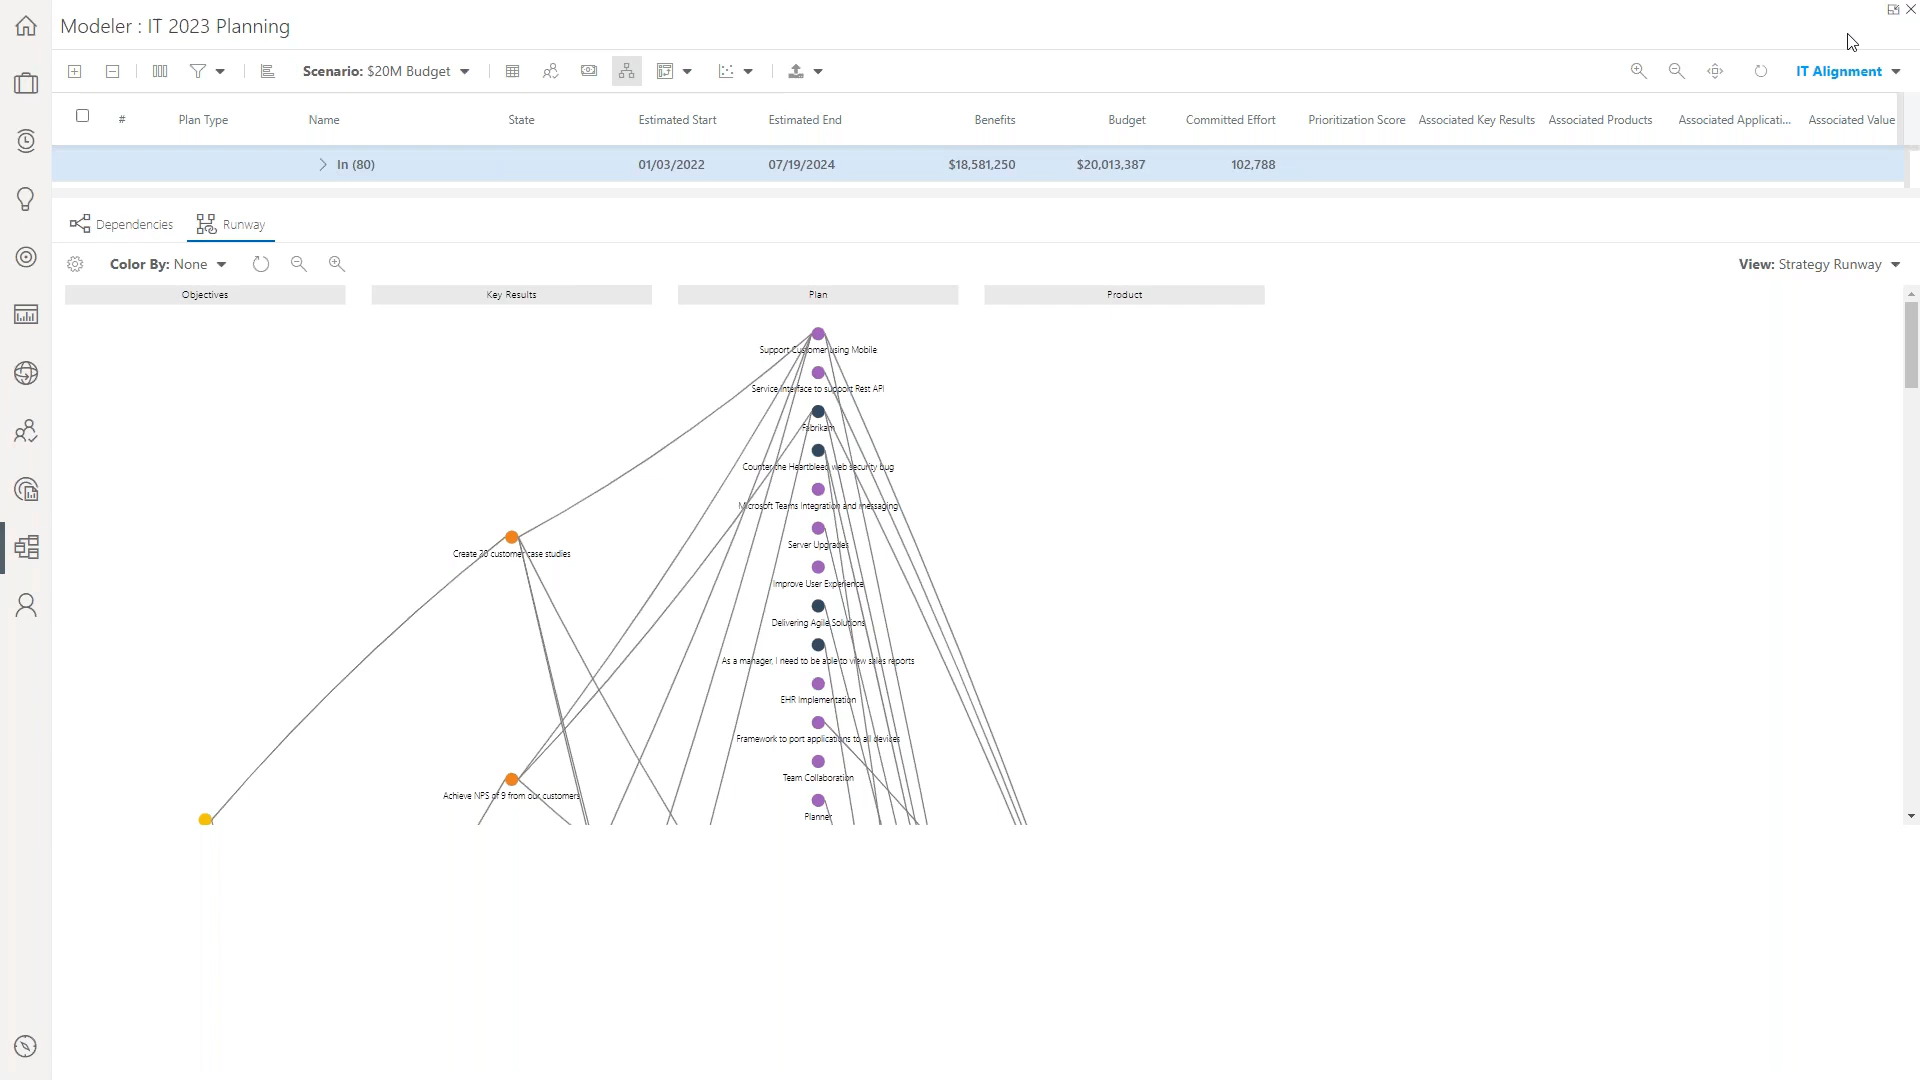 Modeler : IT 2023 Planning
Scenario: $20M Budget
IT Alignment
# Plan Type Name State Estimated Start Estimated End Benefits Budget Committed Effort Prioritization Score Associated Key Results Associated Products Associated Applicati... Associated Value
In (80) 01/03/2022 07/19/2024 $18,581,250 $20,013,387 102,788
Dependencies Runway
Color By: None
View: Strategy Runway
Objectives Key Results Plan Product
Support Customer using Mobile
Service Interface to support Rest API
Fabrikam
Counter the Heartbleed web security bug
Microsoft Teams Integration and messaging
Server Upgrades
Create 20 customer case studies
Improve User Experience
Delivering Agile Solutions
As a manager, I need to be able to view sales reports
EHR Implementation
Framework to port applications to all devices
Team Collaboration
Achieve NPS of 9 from our customers
Planner